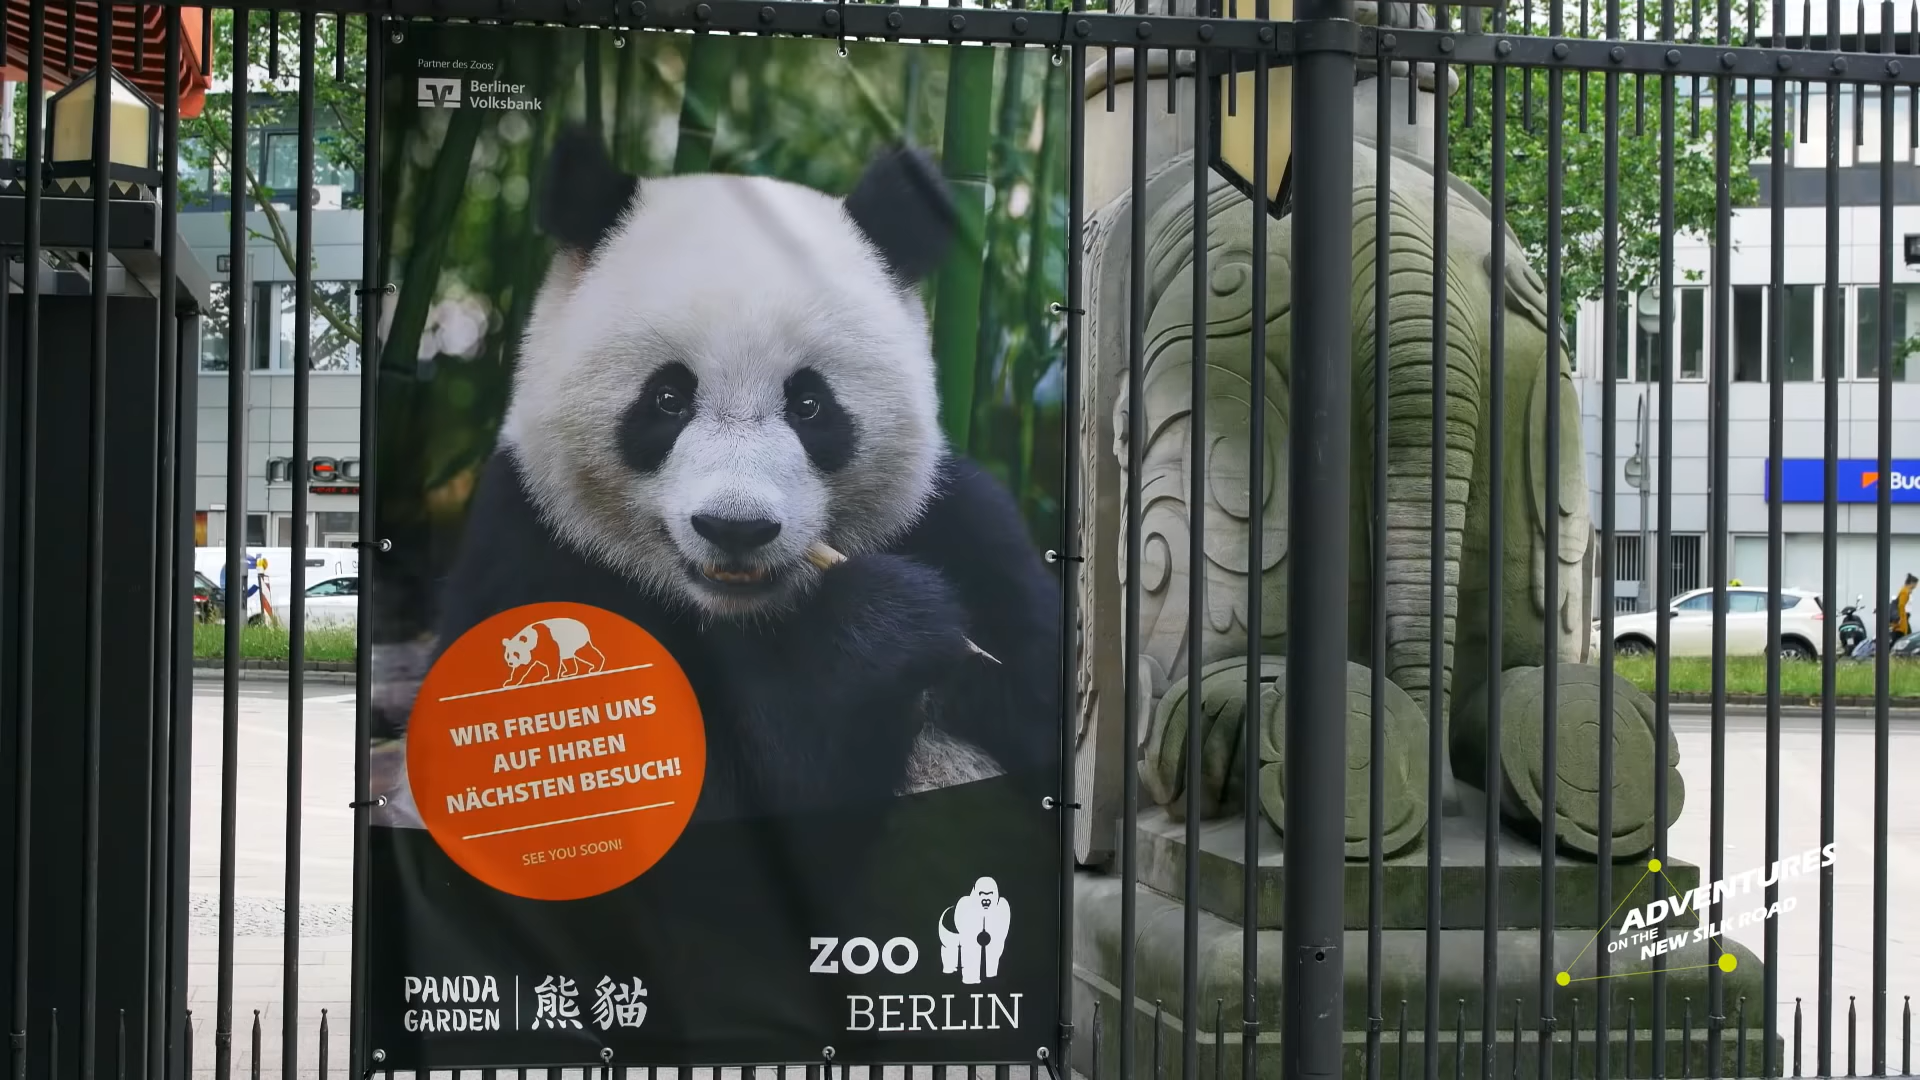 Partner des Zoos:
Berliner
Volksbank
WIR FREUEN UNS
AUF IHREN
NÄCHSTEN BESUCH!
SEE YOU SOON!
PANDA
GARDEN
熊貓
ZOO
BERLIN
ADVENTURES
ON THE
NEW SILK ROAD